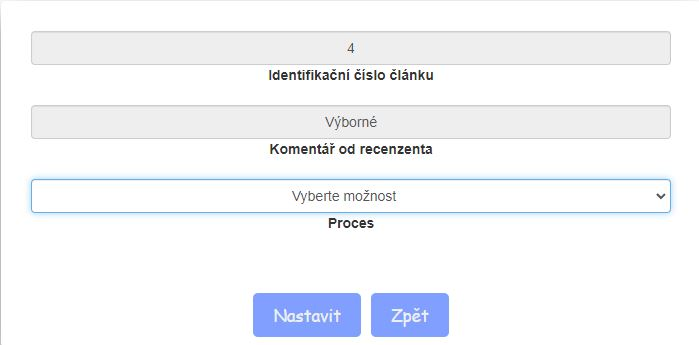 4
Identifikační číslo článku
Výborné
Komentář od recenzenta
Vyberte možnost
Proces
Nastavit Zpět